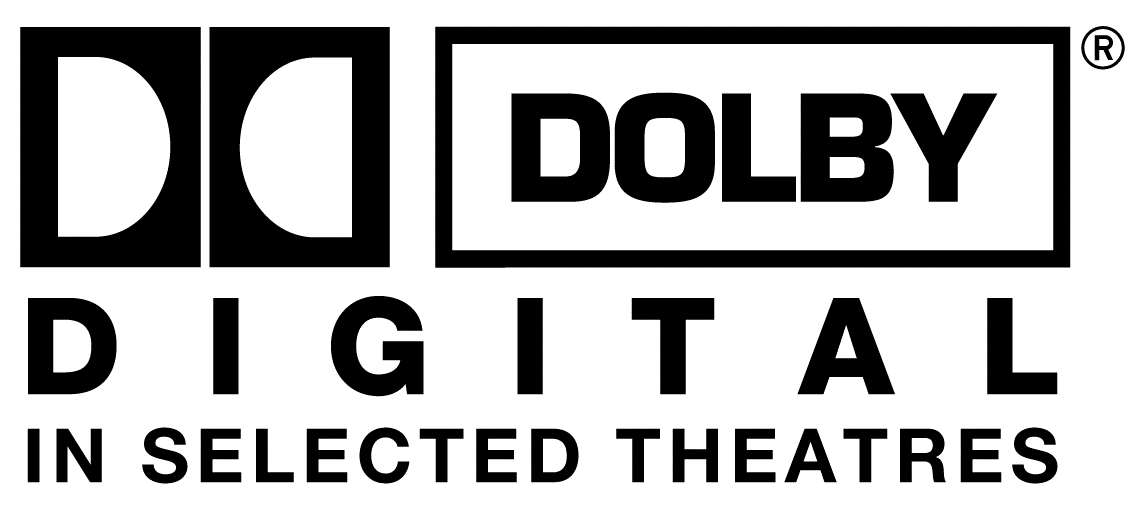 DOLBY®
DIGITAL
IN SELECTED THEATRES